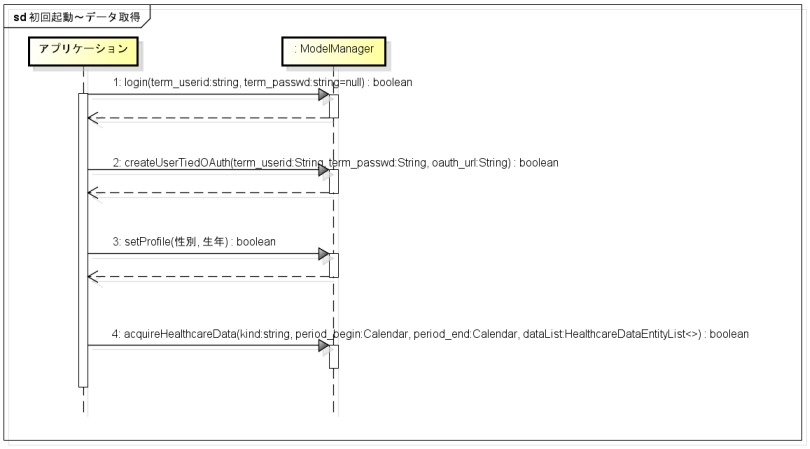 sd 初回起動～データ取得
アプリケーション
: ModelManager
1: login(term_userid:string, term_passwd:string=null) : boolean
2: createUserTiedOAuth(term_userid:String, term_passwd:String, oauth_url:String) : boolean
3: setProfile(性別, 生年) : boolean
4: acquireHealthcareData(kind:string, period_begin:Calendar, period_end:Calendar, dataList:HealthcareDataEntityList<>) : boolean